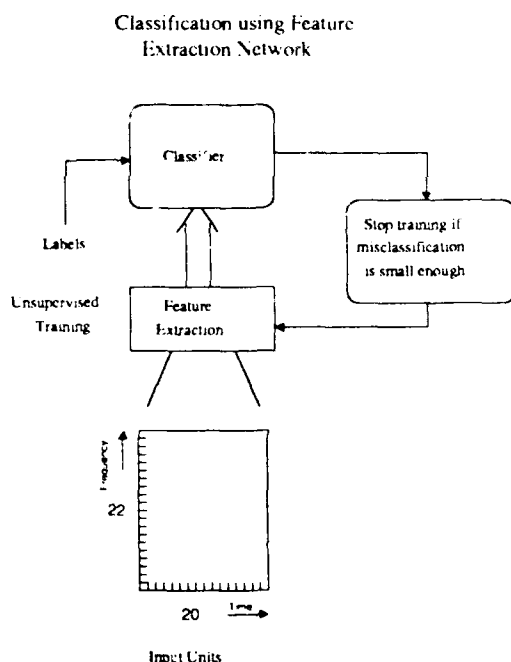 Classification using Feature
Extraction Network
Classifier
Labels
Stop training if
misclassification
is small enough
Unsupervised
Training
Feature
Extraction
Frequency
22
20
Time
Input Units